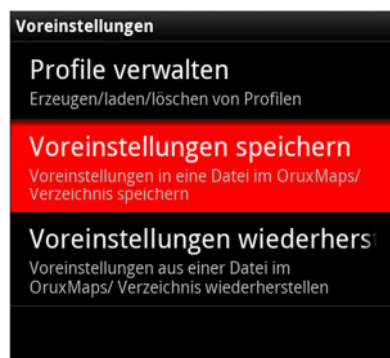 Voreinstellungen
Profile verwalten
Erzeugen/laden/löschen von Profilen
Voreinstellungen speichern
Voreinstellungen in eine Datei im OruxMaps/
Verzeichnis speichern
Voreinstellungen wiederhers
Voreinstellungen aus einer Datei im
OruxMaps/ Verzeichnis wiederherstellen